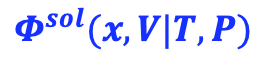 Φ^{sol}(x, V|T, P)